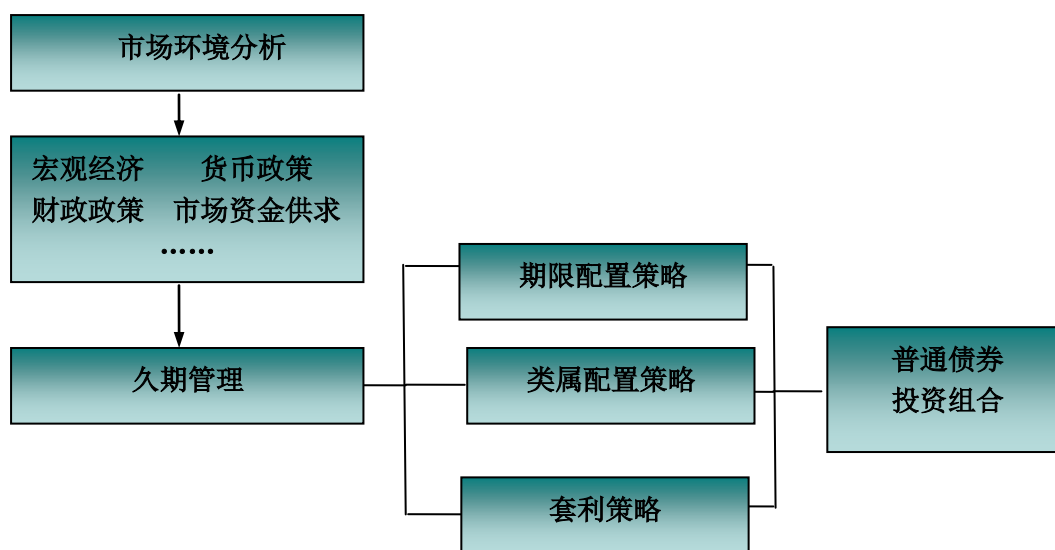 市场环境分析
宏观经济 货币政策
财政政策 市场资金供求
……
久期管理
期限配置策略
类属配置策略
套利策略
普通债券
投资组合